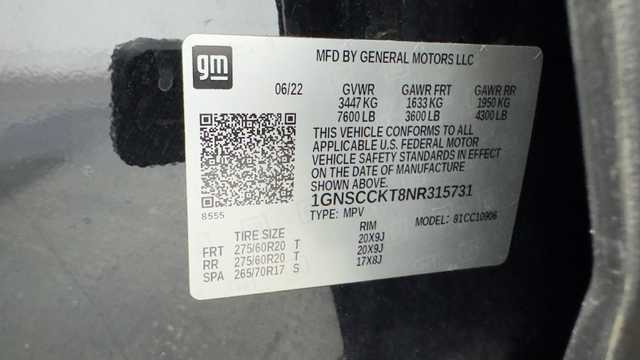 gm
MFD BY GENERAL MOTORS LLC
06/22 GVWR GAWR FRT GAWR RR
3447 KG 1633 KG 1950 KG
7600 LB 3600 LB 4300 LB
THIS VEHICLE CONFORMS TO ALL
APPLICABLE U.S. FEDERAL MOTOR
VEHICLE SAFETY STANDARDS IN EFFECT
ON THE DATE OF MANUFACTURE
SHOWN ABOVE.
1GNSCCKT8NR315731
8555
TYPE: MPV MODEL: 81CC10906
TIRE SIZE RIM
FRT 275/60R20 T 20X9J
RR 275/60R20 T 20X9J
SPA 265/70R17 S 17X8J